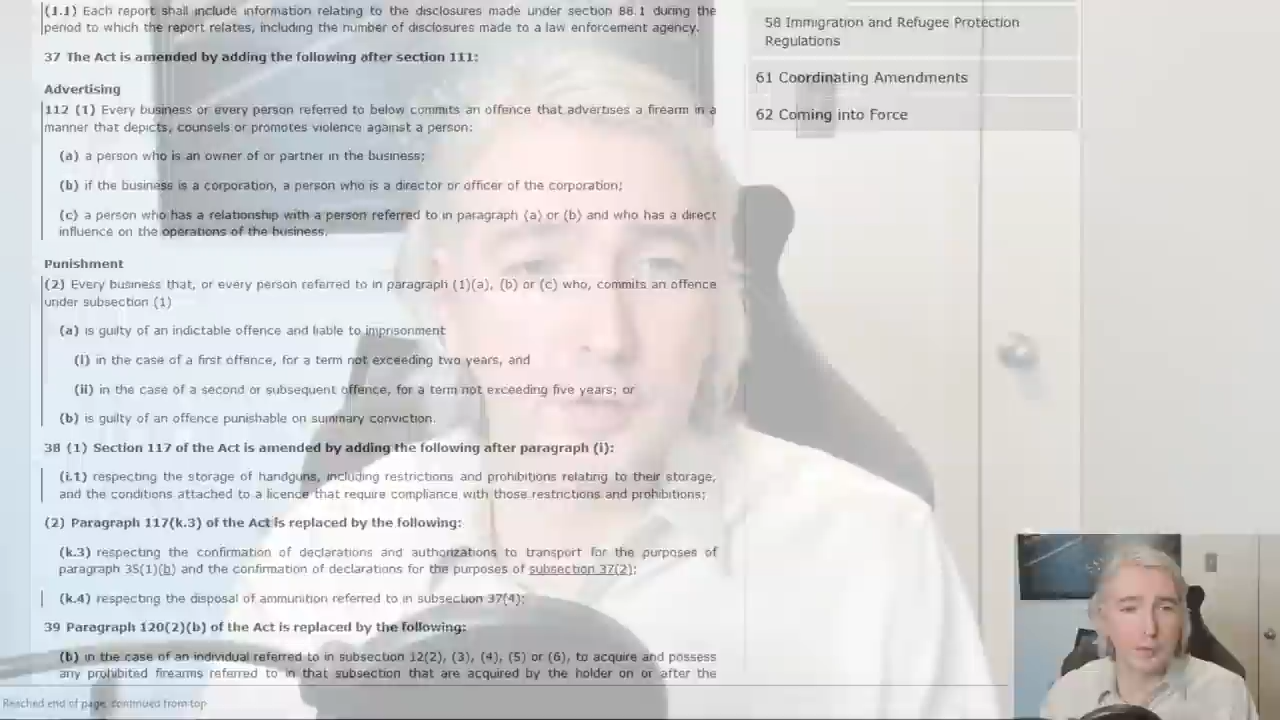 (1.1) Each report shall include information relating to the disclosures made under section 88.1 during the
period to which the report relates, including the number of disclosures made to a law enforcement agency.
37 The Act is amended by adding the following after section 111:
Advertising
112 (1) Every business or every person referred to below commits an offence that advertises a firearm in a
manner that depicts, counsels or promotes violence against a person:
(a) a person who is an owner of or partner in the business;
(b) if the business is a corporation, a person who is a director or officer of the corporation;
(c) a person who has a relationship with a person referred to in paragraph (a) or (b) and who has a direct
influence on the operations of the business.
Punishment
(2) Every business that, or every person referred to in paragraph (1)(a), (b) or (c) who, commits an offence
under subsection (1)
(a) is guilty of an indictable offence and liable to imprisonment
(i) in the case of a first offence, for a term not exceeding two years, and
(ii) in the case of a second or subsequent offence, for a term not exceeding five years; or
(b) is guilty of an offence punishable on summary conviction.
38 (1) Section 117 of the Act is amended by adding the following after paragraph (i):
(i.1) respecting the storage of handguns, including restrictions and prohibitions relating to their storage,
and the conditions attached to a licence that require compliance with those restrictions and prohibitions;
(2) Paragraph 117(k.3) of the Act is replaced by the following:
(k.3) respecting the confirmation of declarations and authorizations to transport for the purposes of
paragraph 35(1)(b) and the confirmation of declarations for the purposes of subsection 37(2);
(k.4) respecting the disposal of ammunition referred to in subsection 37(4);
39 Paragraph 120(2)(b) of the Act is replaced by the following:
(b) in the case of an individual referred to in subsection 12(2), (3), (4), (5) or (6), to acquire and possess
any prohibited firearms referred to in that subsection that are acquired by the holder on or after the
Reached end of page, continued from top
58 Immigration and Refugee Protection
Regulations
61 Coordinating Amendments
62 Coming into Force